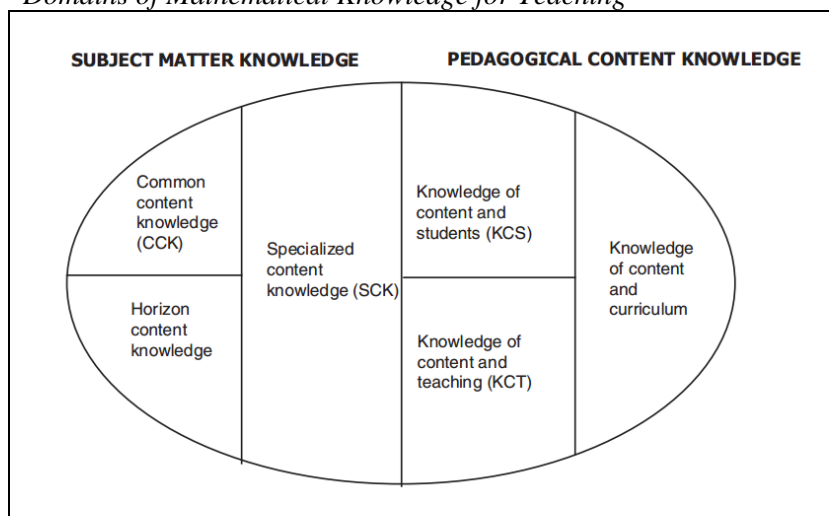 Domains of Mathematical Knowledge for Teaching
SUBJECT MATTER KNOWLEDGE
PEDAGOGICAL CONTENT KNOWLEDGE
Common
content
knowledge
(CCK)
Horizon
content
knowledge
Specialized
content
knowledge (SCK)
Knowledge of
content and
students (KCS)
Knowledge of
content and
teaching (KCT)
Knowledge
of content
and
curriculum